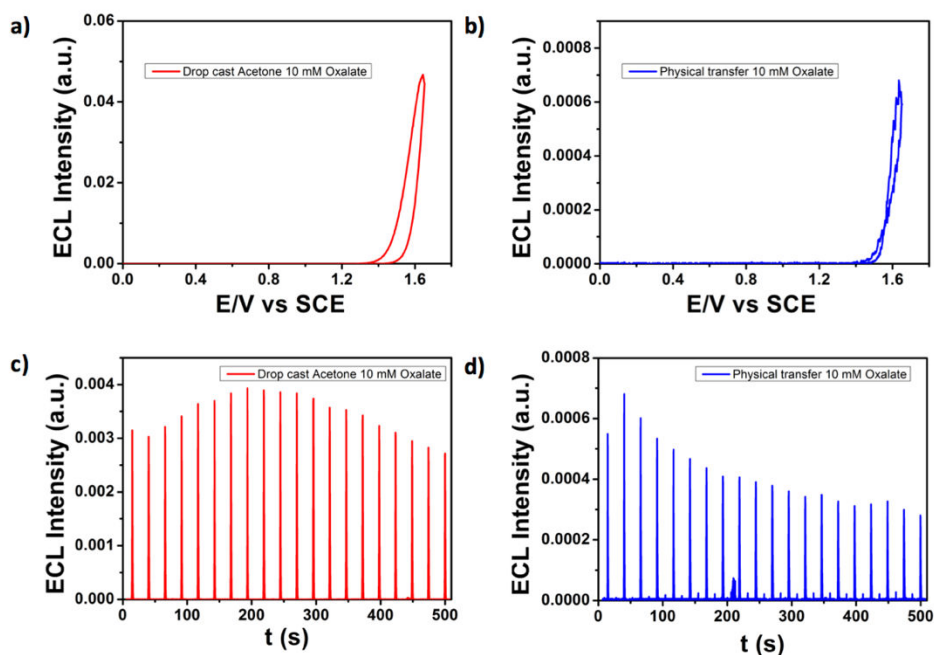 a)
0.06
0.04
0.02
0.00
ECL Intensity (a.u.)
Drop cast Acetone 10 mM Oxalate
0.0 0.4 0.8 1.2 1.6
E/V vs SCE
b)
0.0008
0.0006
0.0004
0.0002
0.0000
ECL Intensity (a.u.)
Physical transfer 10 mM Oxalate
0.0 0.4 0.8 1.2 1.6
E/V vs SCE
c)
0.005
0.004
0.003
0.002
0.001
0.000
ECL Intensity (a.u.)
Drop cast Acetone 10 mM Oxalate
0 100 200 300 400 500
t (s)
d)
0.0008
0.0006
0.0004
0.0002
0.0000
ECL Intensity (a.u.)
Physical transfer 10 mM Oxalate
0 100 200 300 400 500
t (s)